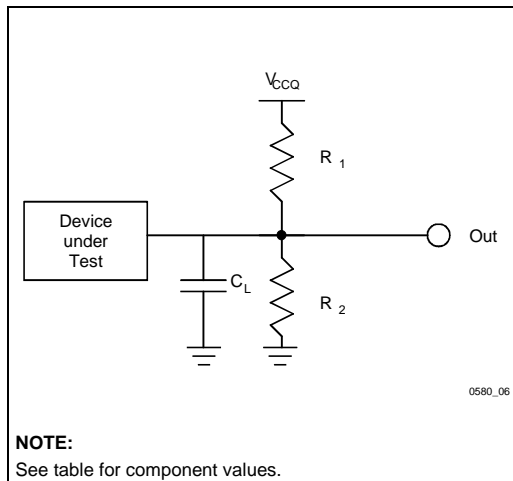 VCCQ
R 1
Device
under
Test
Out
CL
R 2
0580_06
NOTE:
See table for component values.